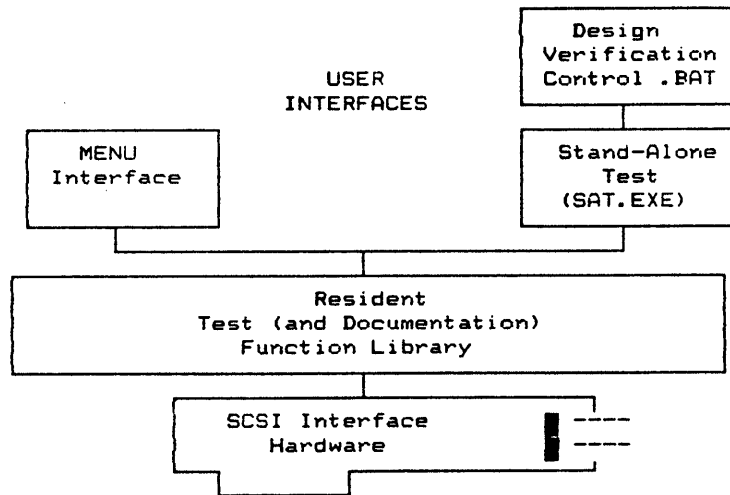 Design
Verification
Control .BAT
USER
INTERFACES
MENU
Interface
Stand-Alone
Test
(SAT.EXE)
Resident
Test (and Documentation)
Function Library
SCSI Interface
Hardware